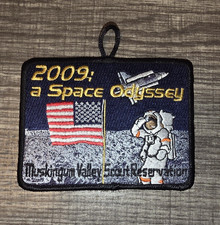 2009:
a Space Odyssey
Muskingum Valley Scout Reservation